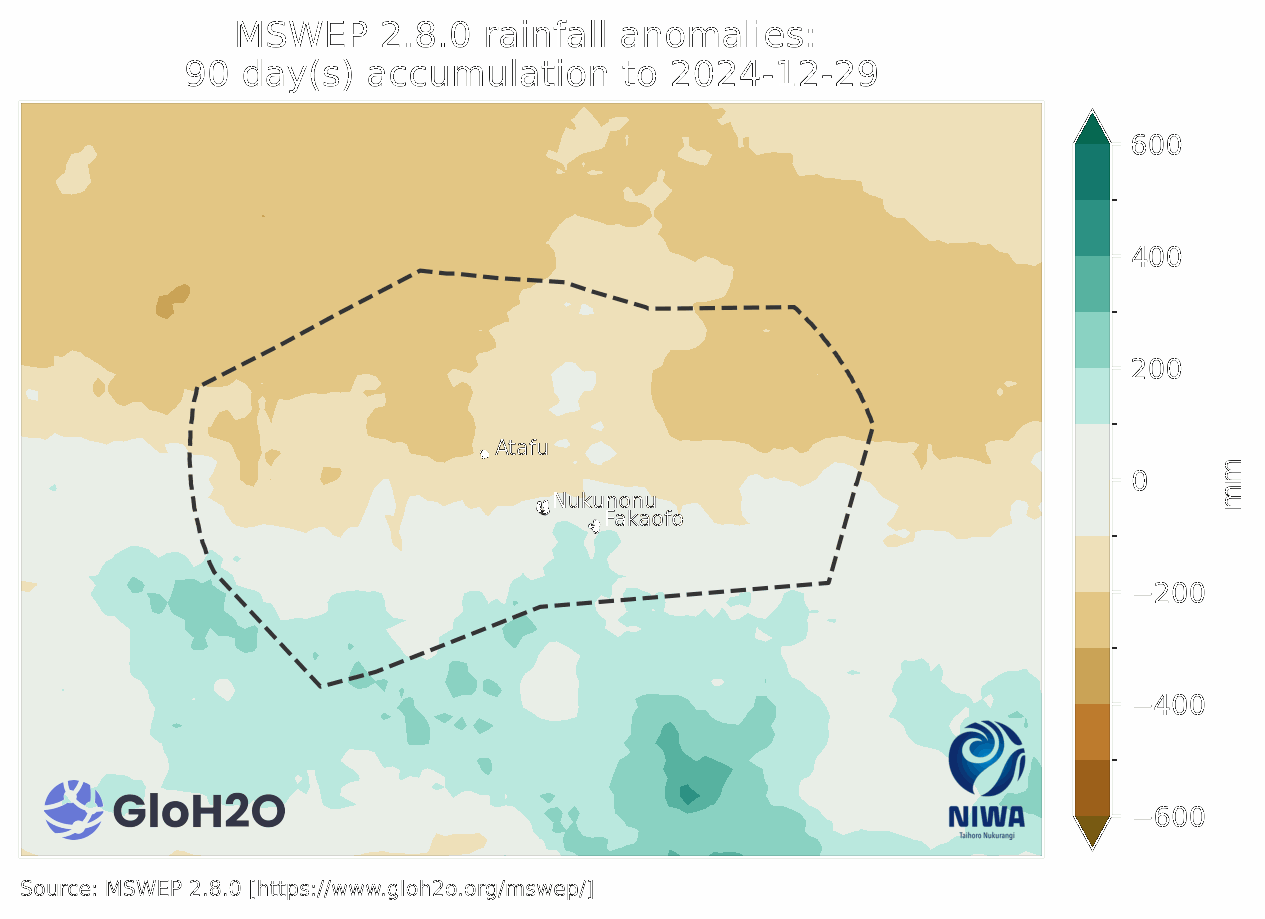 MSWEP 2.8.0 rainfall anomalies:
90 day(s) accumulation to 2024-12-29
600
400
200
0
−200
−400
−600
mm
Atafu
Nukunonu
Fakaofo
GloH2O
NIWA
Taihoro Nukurangi
Source: MSWEP 2.8.0 [https://www.gloh2o.org/mswep/]